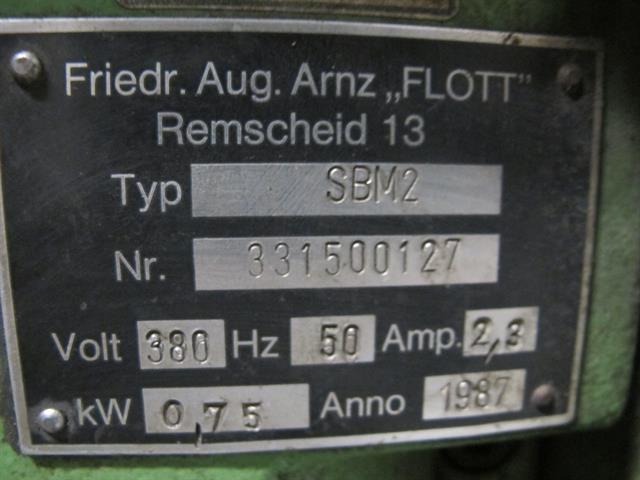 Friedr. Aug. Arnz „FLOTT"
Remscheid 13
Typ SBM2
Nr. 331500127
Volt 380 Hz 50 Amp. 2,3
kW 0,75 Anno 1987